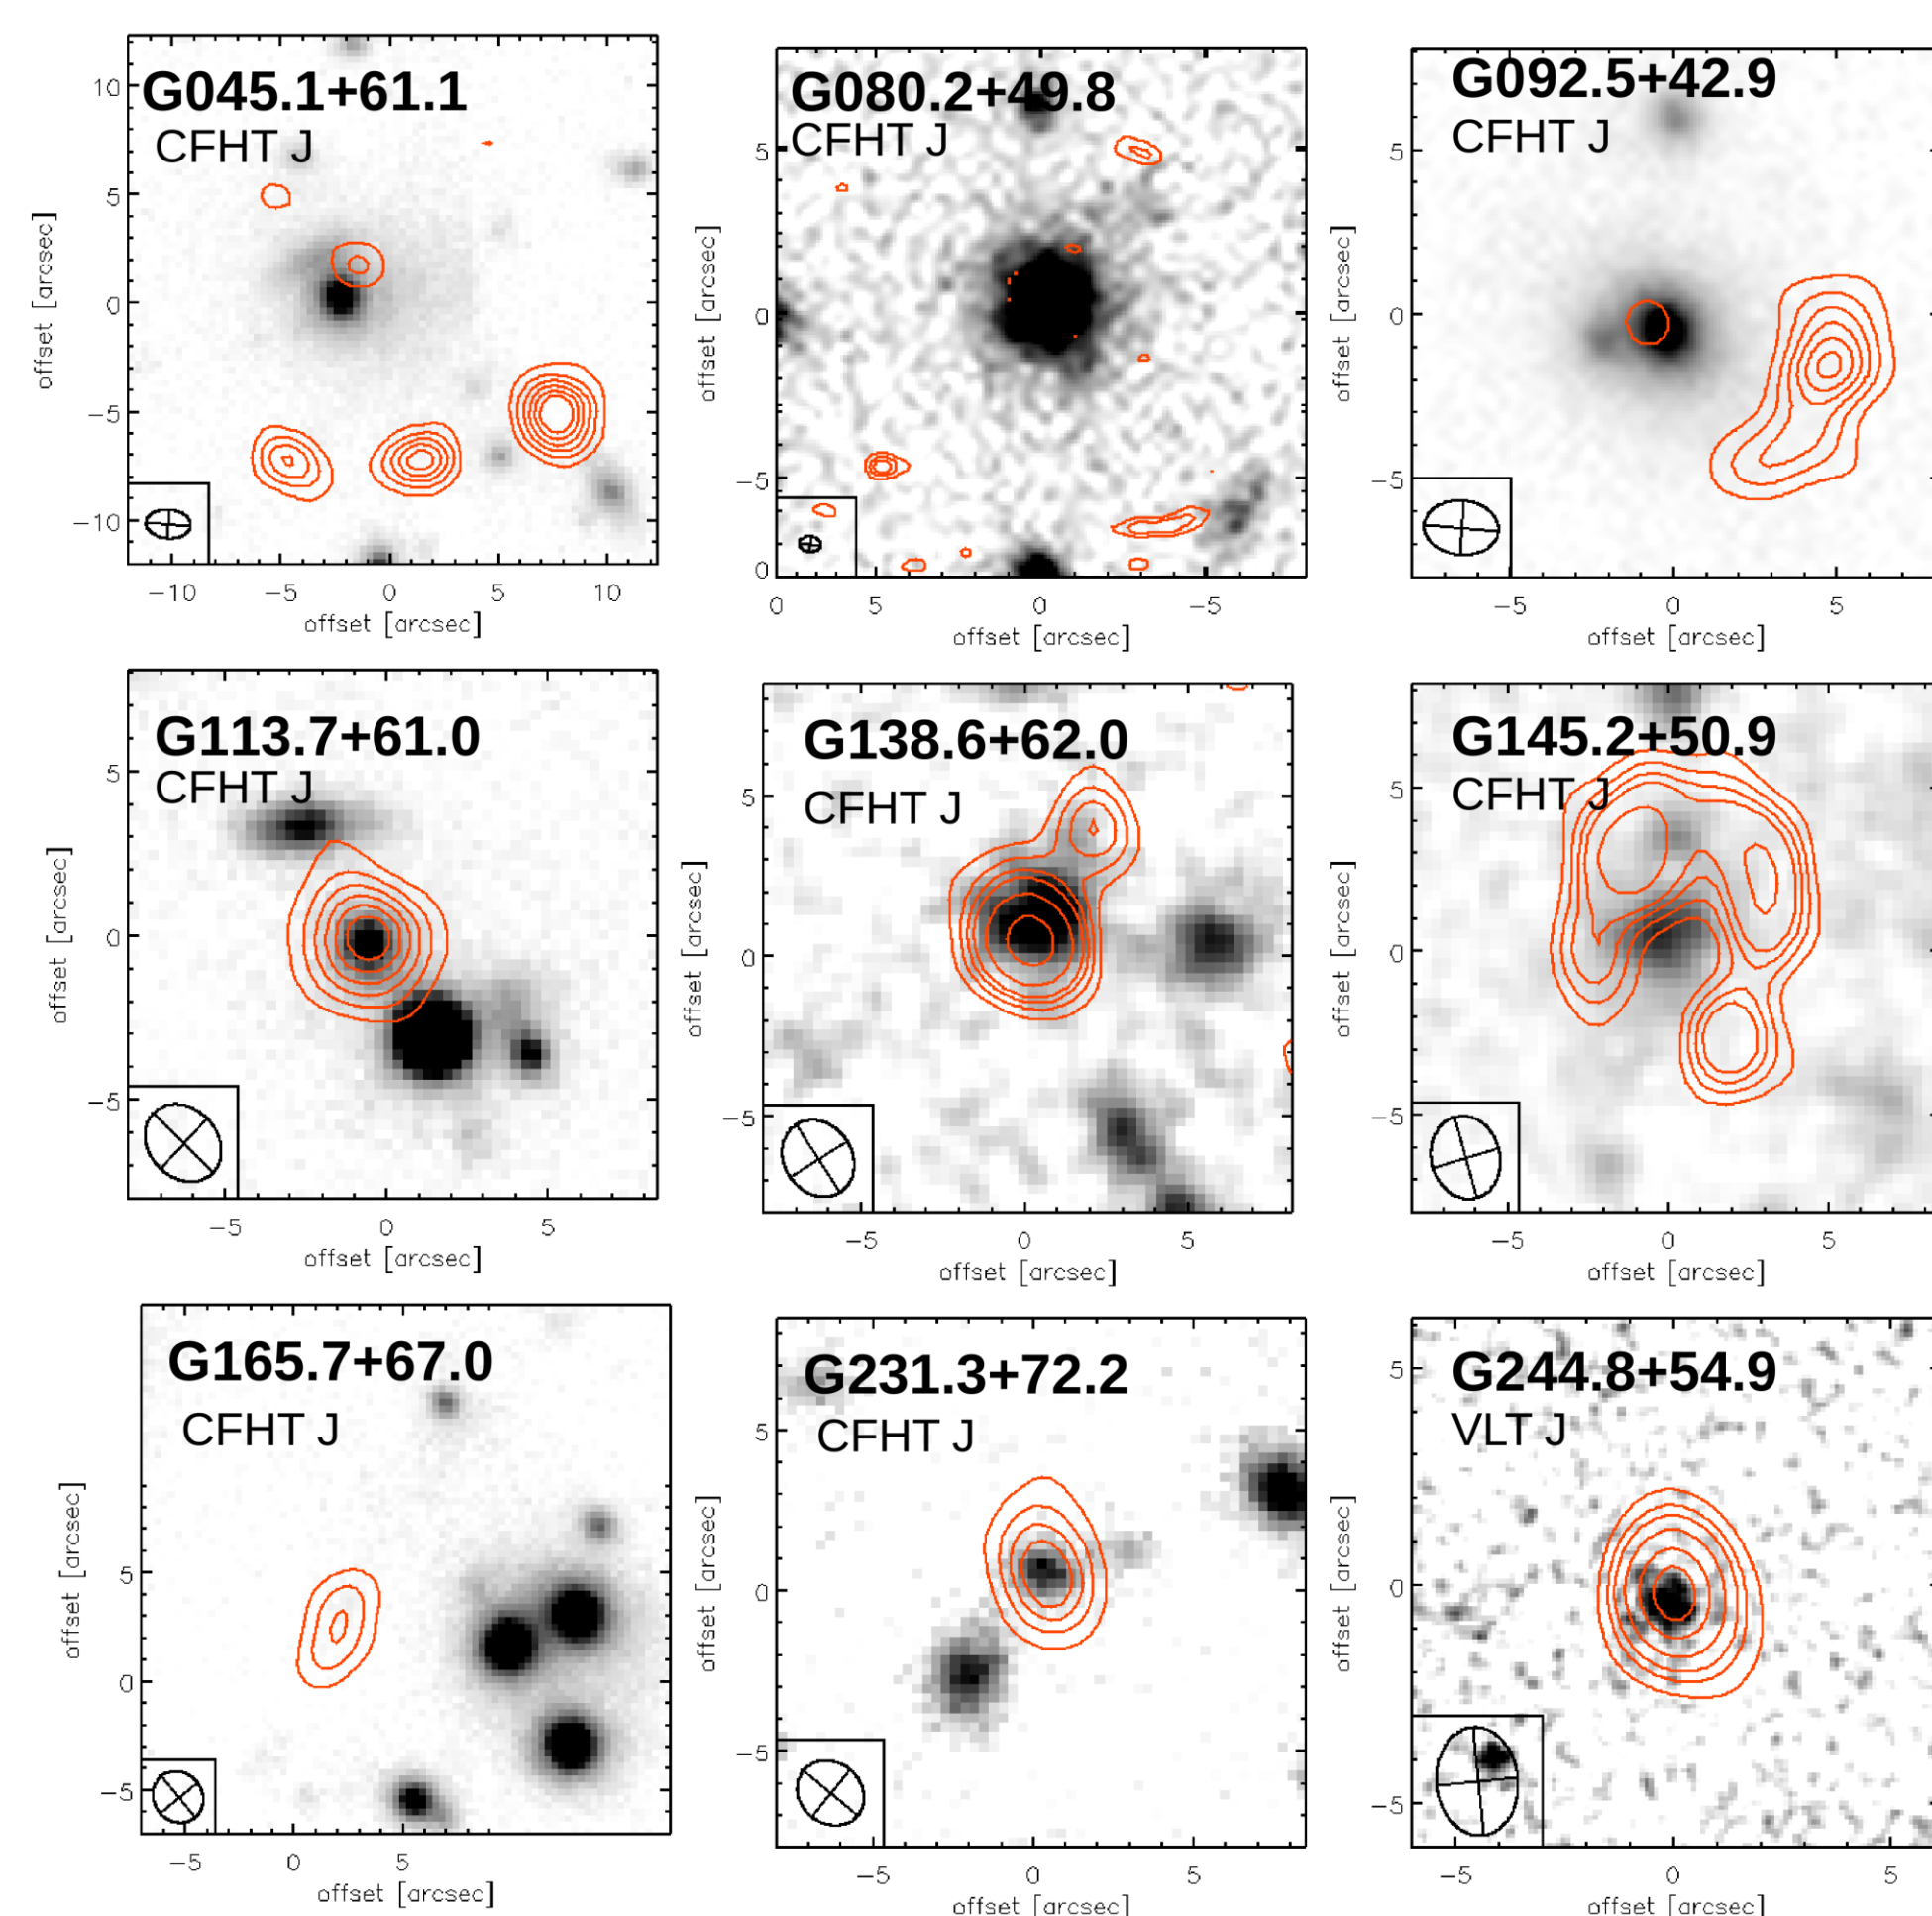 G045.1+61.1
CFHT J
10
5
0
−5
−10
offset [arcsec]
−10 −5 0 5 10
offset [arcsec]
G080.2+49.8
CFHT J
5
0
−5
0
offset [arcsec]
0 5 0 −5
offset [arcsec]
G092.5+42.9
CFHT J
5
0
−5
offset [arcsec]
−5 0 5
offset [arcsec]
G113.7+61.0
CFHT J
5
0
−5
offset [arcsec]
−5 0 5
offset [arcsec]
G138.6+62.0
CFHT J
5
0
−5
offset [arcsec]
−5 0 5
offset [arcsec]
G145.2+50.9
CFHT J
5
0
−5
offset [arcsec]
−5 0 5
offset [arcsec]
G165.7+67.0
CFHT J
5
0
−5
offset [arcsec]
−5 0 5
offset [arcsec]
G231.3+72.2
CFHT J
5
0
−5
offset [arcsec]
−5 0 5
offset [arcsec]
G244.8+54.9
VLT J
5
0
−5
offset [arcsec]
−5 0 5
offset [arcsec]